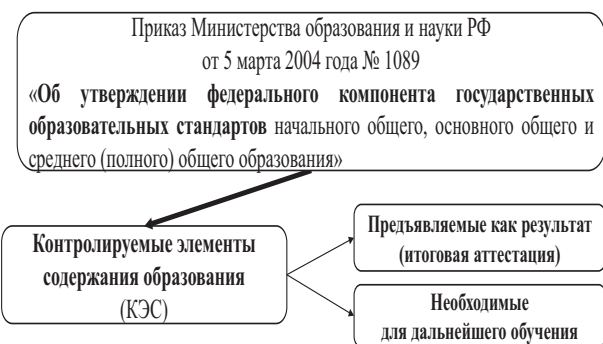 Приказ Министерства образования и науки РФ
от 5 марта 2004 года № 1089
«Об утверждении федерального компонента государственных
образовательных стандартов начального общего, основного общего и
среднего (полного) общего образования»
Контролируемые элементы
содержания образования
(КЭС)
Предъявляемые как результат
(итоговая аттестация)
Необходимые
для дальнейшего обучения